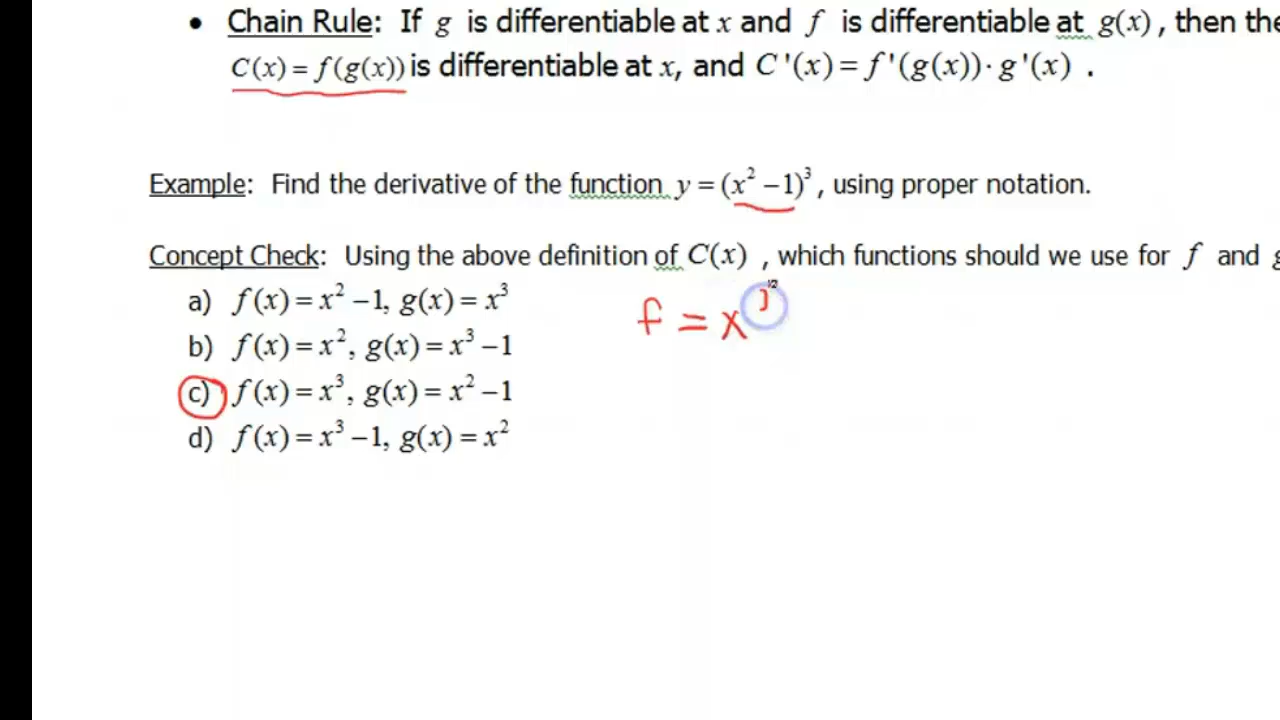 • Chain Rule: If g is differentiable at x and f is differentiable at g(x), then the
C(x) = f(g(x)) is differentiable at x, and C'(x) = f'(g(x))·g'(x) .
Example: Find the derivative of the function y = (x² − 1)³, using proper notation.
Concept Check: Using the above definition of C(x), which functions should we use for f and g
a) f(x) = x² − 1, g(x) = x³
b) f(x) = x², g(x) = x³ − 1
c) f(x) = x³, g(x) = x² − 1
d) f(x) = x³ − 1, g(x) = x²
f = x